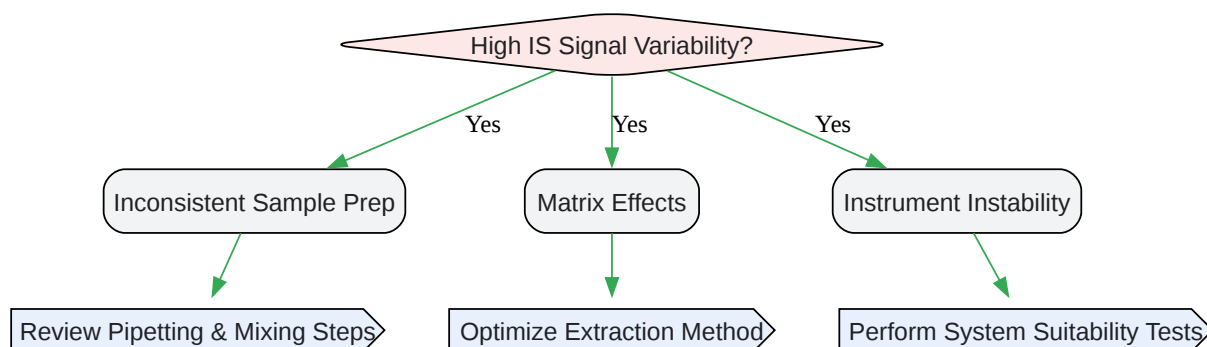 High IS Signal Variability?
Yes
Yes
Yes
Inconsistent Sample Prep
Matrix Effects
Instrument Instability
Review Pipetting & Mixing Steps
Optimize Extraction Method
Perform System Suitability Tests